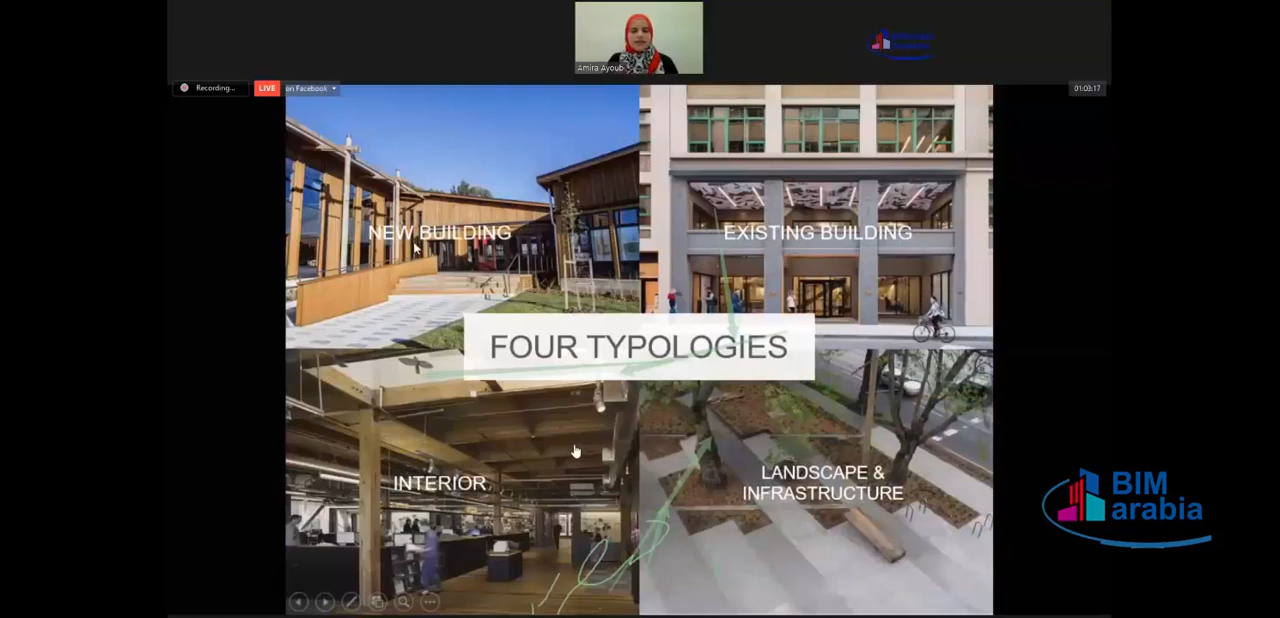 Amira Ayoub
Recording...
LIVE
on Facebook
01:03:17
NEW BUILDING
EXISTING BUILDING
FOUR TYPOLOGIES
INTERIOR
LANDSCAPE &
INFRASTRUCTURE
BIM
arabia